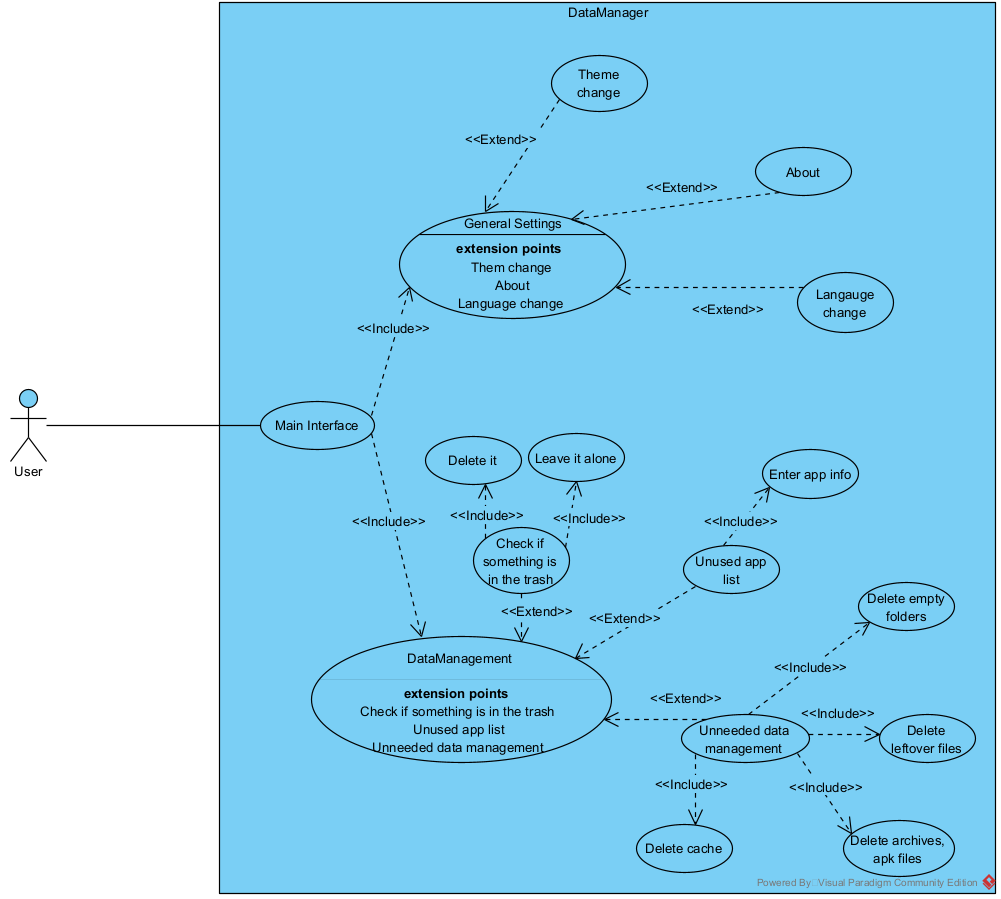 DataManager
Theme
change
<<Extend>>
About
<<Extend>>
General Settings
extension points
Them change
About
Language change
Langauge
change
<<Extend>>
<<Include>>
User
Main Interface
Delete it
Leave it alone
Enter app info
<<Include>>
<<Include>>
<<Include>>
<<Include>>
Check if
something is
in the trash
Unused app
list
<<Extend>>
<<Extend>>
Delete empty
folders
DataManagement
extension points
Check if something is in the trash
Unused app list
Unneeded data management
<<Include>>
<<Extend>>
<<Include>>
Unneeded data
management
Delete
leftover files
<<Include>>
<<Include>>
Delete cache
Delete archives,
apk files
Powered By Visual Paradigm Community Edition